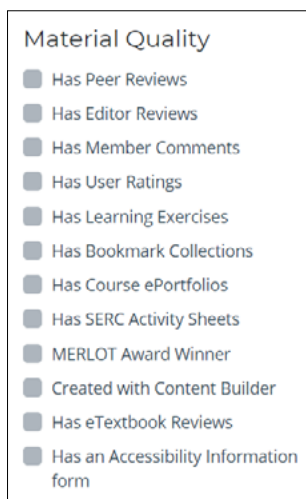 Material Quality
Has Peer Reviews
Has Editor Reviews
Has Member Comments
Has User Ratings
Has Learning Exercises
Has Bookmark Collections
Has Course ePortfolios
Has SERC Activity Sheets
MERLOT Award Winner
Created with Content Builder
Has eTextbook Reviews
Has an Accessibility Information
form